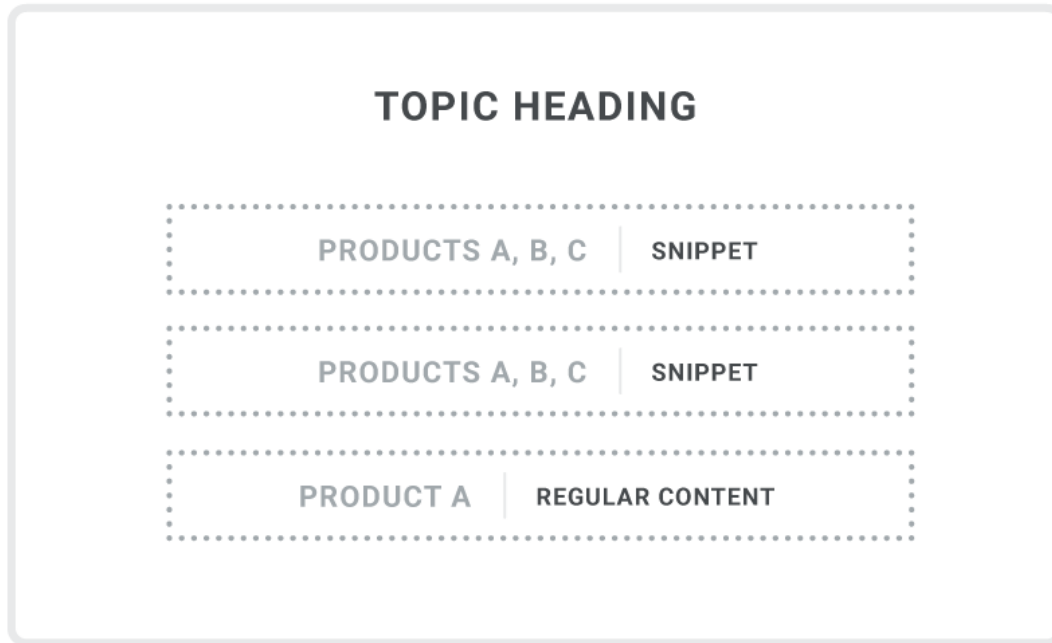 TOPIC HEADING
PRODUCTS A, B, C | SNIPPET
PRODUCTS A, B, C | SNIPPET
PRODUCT A | REGULAR CONTENT